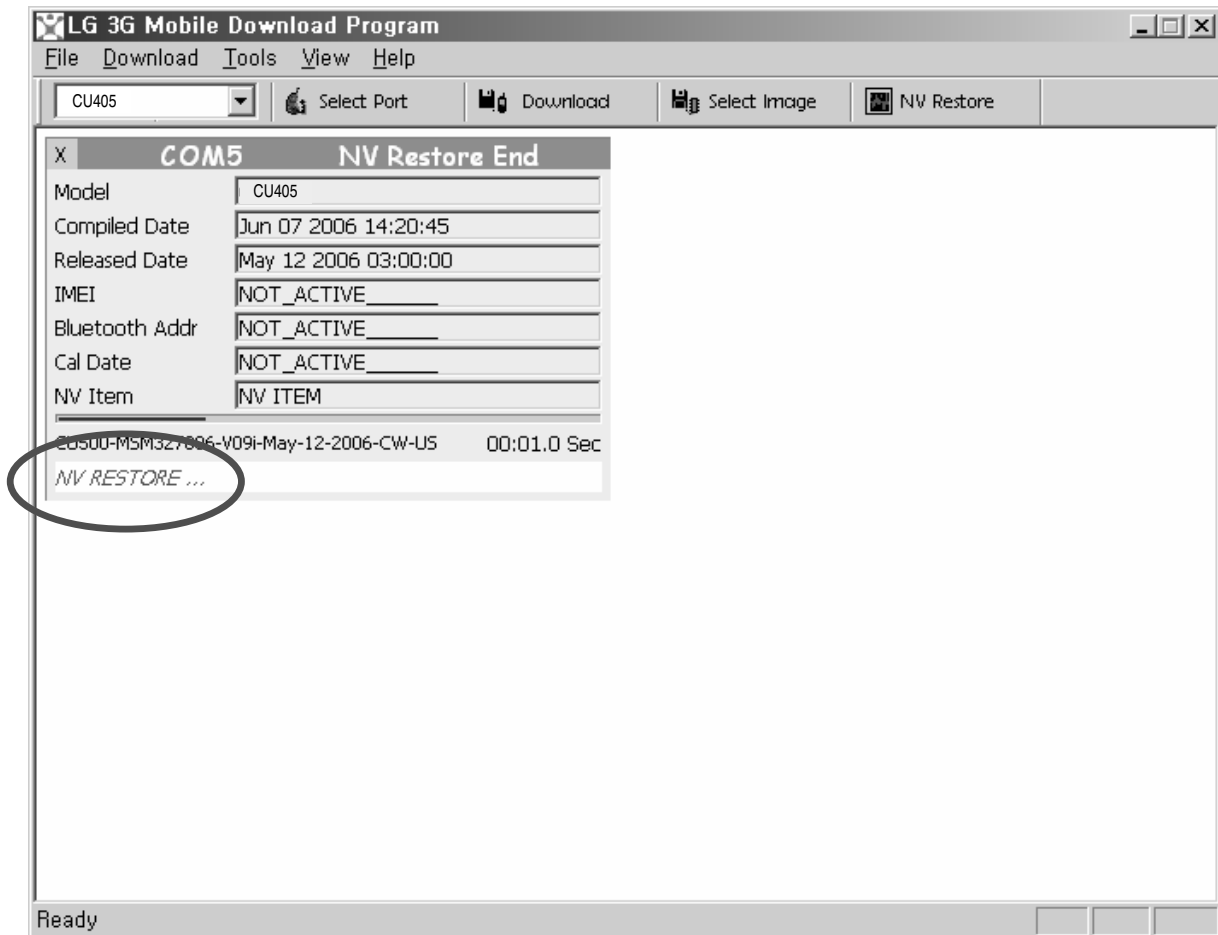 LG 3G Mobile Download Program
File Download Tools View Help
CU405 Select Port Download Select Image NV Restore
X COM5 NV Restore End
Model CU405
Compiled Date Jun 07 2006 14:20:45
Released Date May 12 2006 03:00:00
IMEI NOT_ACTIVE______
Bluetooth Addr NOT_ACTIVE______
Cal Date NOT_ACTIVE______
NV Item NV ITEM
-V09i-May-12-2006-CW-US 00:01.0 Sec
NV RESTORE ...
Ready